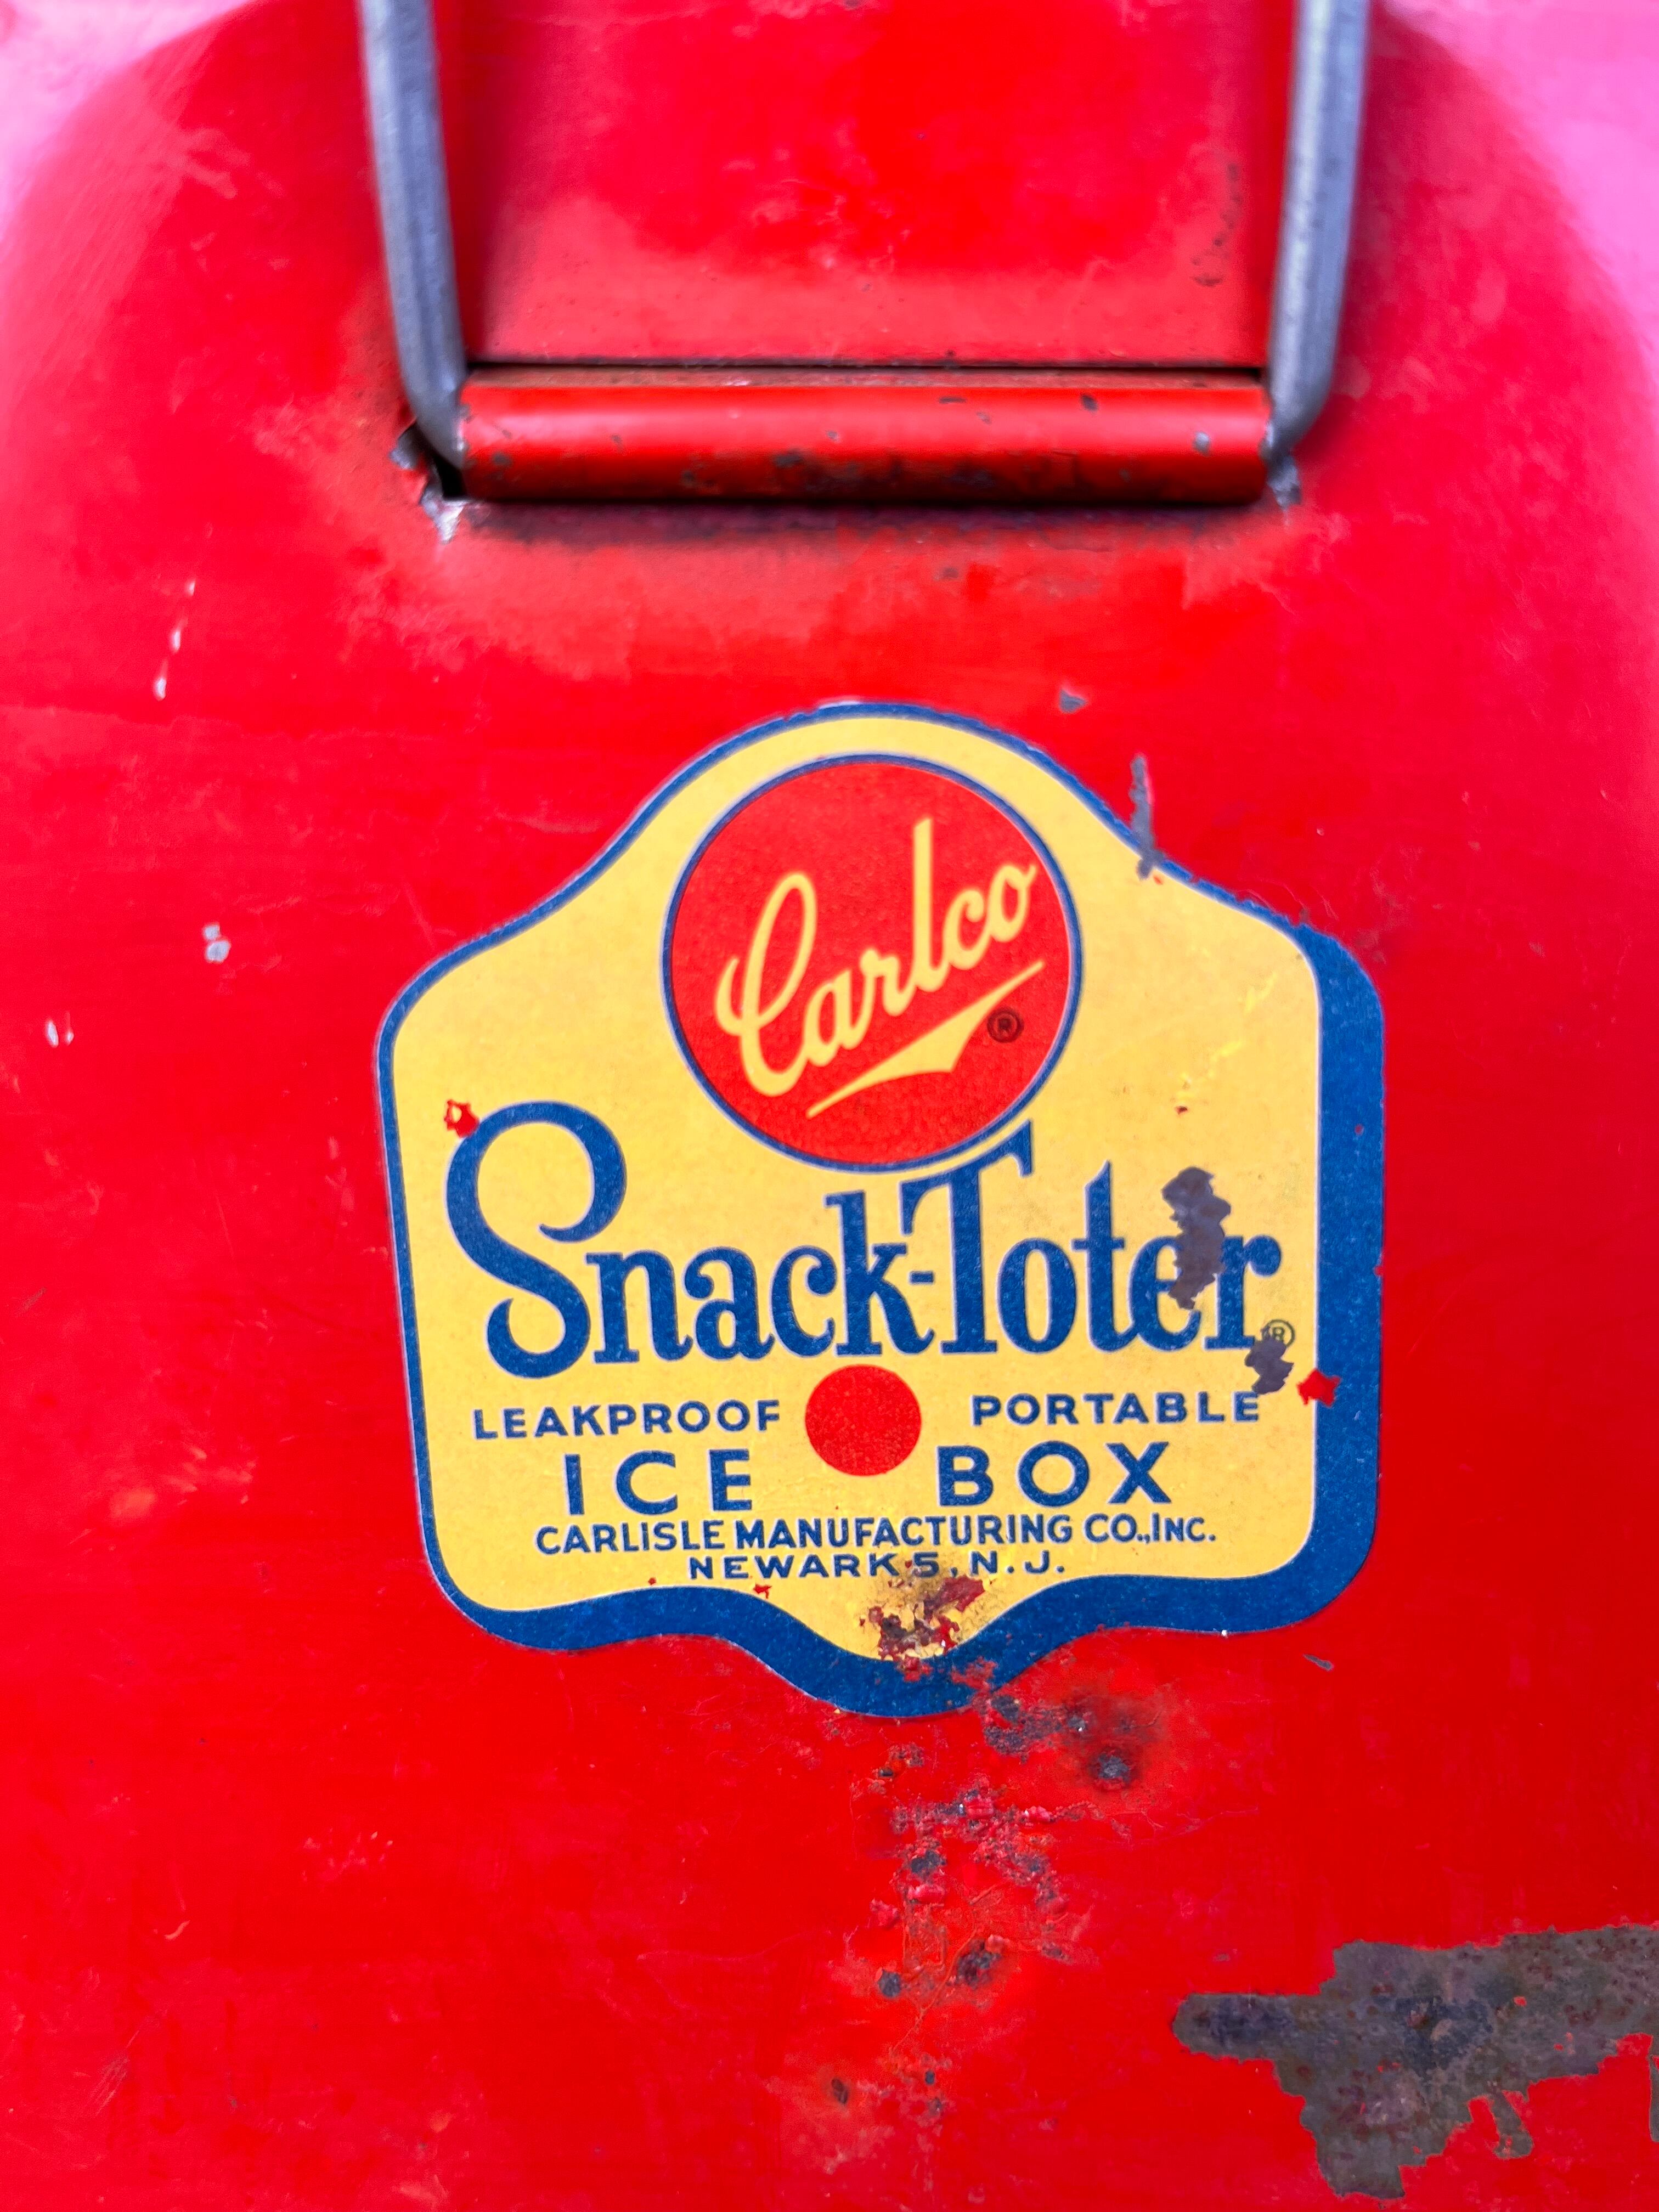 Carlco
®
Snack-Toter®
LEAKPROOF PORTABLE
ICE BOX
CARLISLE MANUFACTURING CO., INC.
NEWARK 5, N.J.